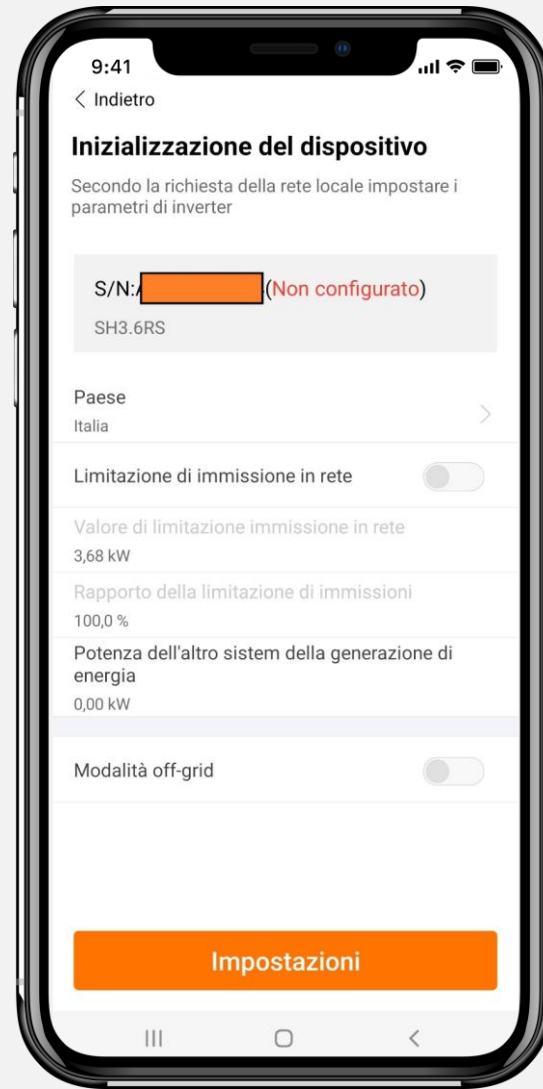 9:41
Indietro
Inizializzazione del dispositivo
Secondo la richiesta della rete locale impostare i
parametri di inverter
S/N: (Non configurato)
SH3.6RS
Paese
Italia
Limitazione di immissione in rete
Valore di limitazione immissione in rete
3,68 kW
Rapporto della limitazione di immissioni
100,0 %
Potenza dell'altro sistem della generazione di
energia
0,00 kW
Modalità off-grid
Impostazioni